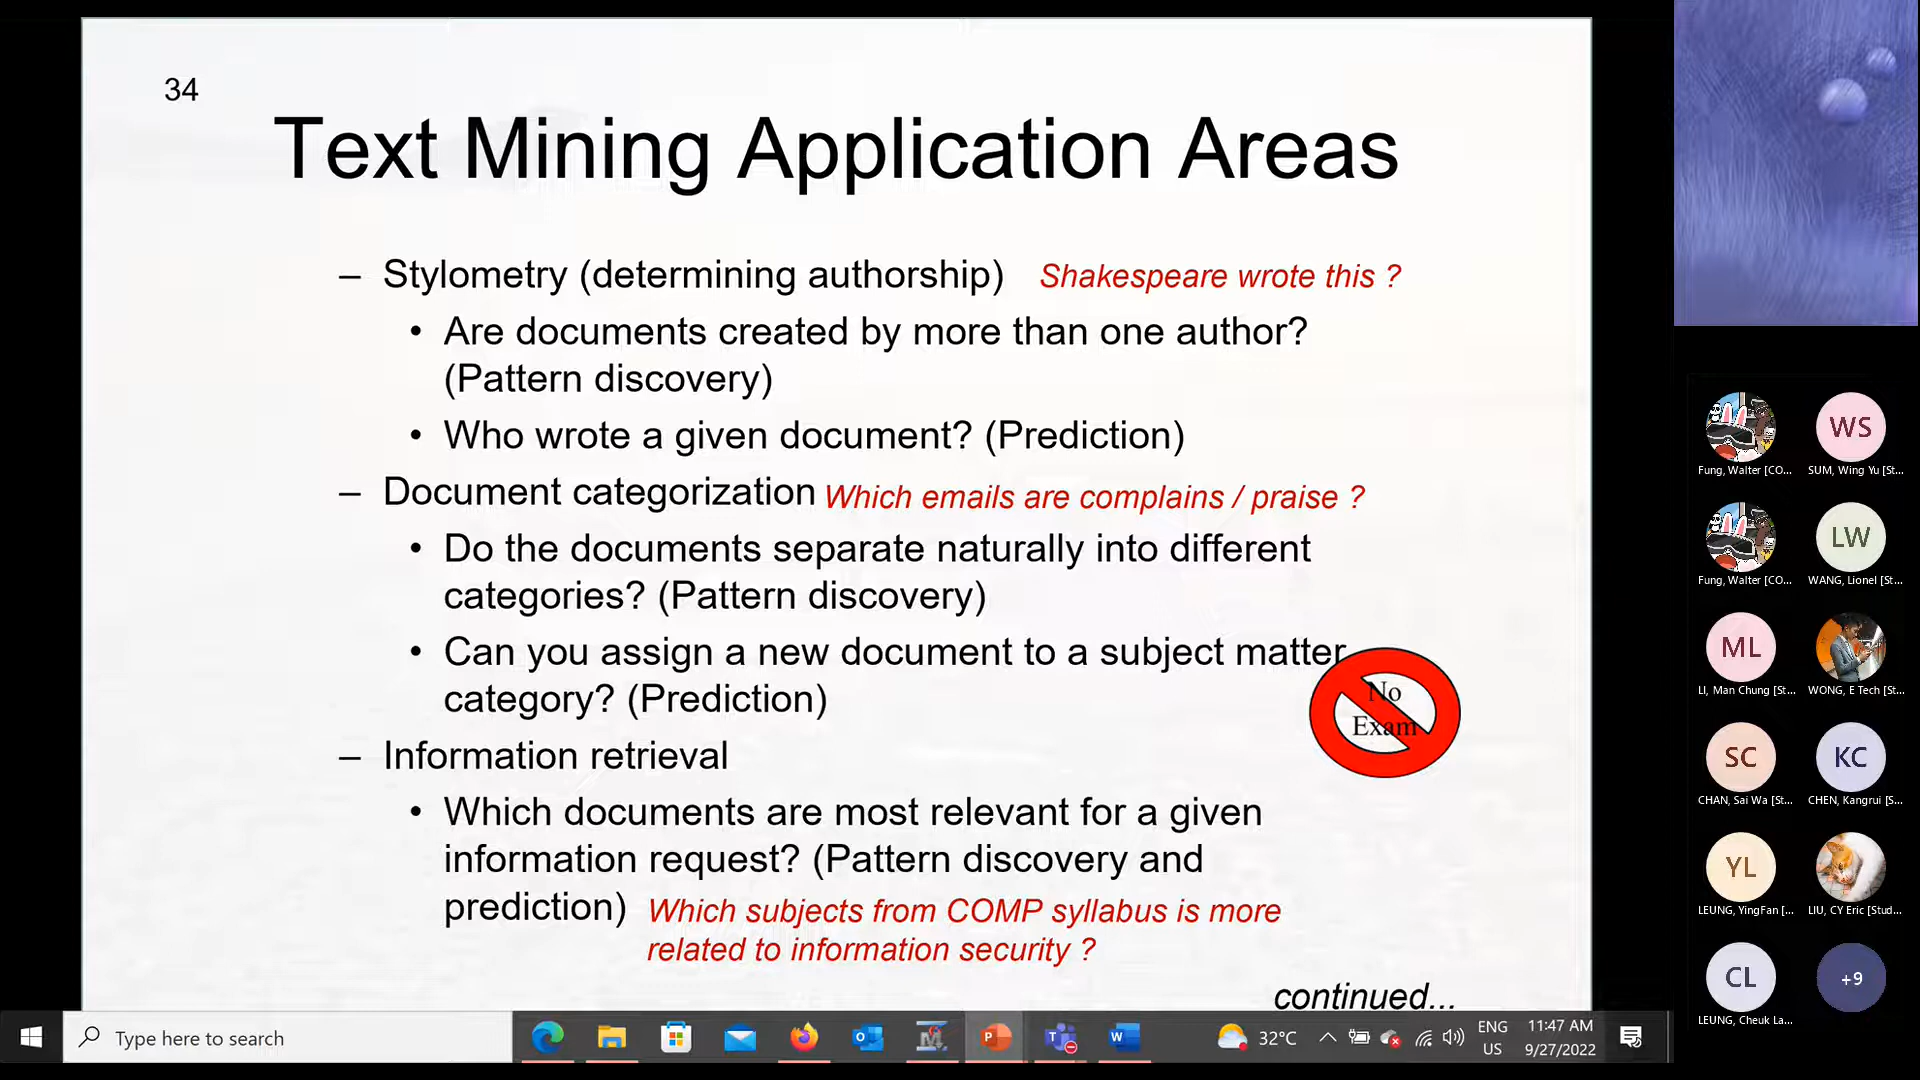 34
Text Mining Application Areas
– Stylometry (determining authorship) Shakespeare wrote this ?
• Are documents created by more than one author?
(Pattern discovery)
• Who wrote a given document? (Prediction)
– Document categorization Which emails are complains / praise ?
• Do the documents separate naturally into different
categories? (Pattern discovery)
• Can you assign a new document to a subject matter
category? (Prediction)
No
Exam
– Information retrieval
• Which documents are most relevant for a given
information request? (Pattern discovery and
prediction) Which subjects from COMP syllabus is more
related to information security ?
continued...
Fung, Walter [CO...
WS
SUM, Wing Yu [St...
Fung, Walter [CO...
LW
WANG, Lionel [St...
ML
LI, Man Chung [St...
WONG, E Tech [St...
SC
CHAN, Sai Wa [St...
KC
CHEN, Kangrui [S...
YL
LEUNG, YingFan [...
LIU, CY Eric [Stud...
CL
LEUNG, Cheuk La...
+9
Type here to search
32°C
ENG
US
11:47 AM
9/27/2022